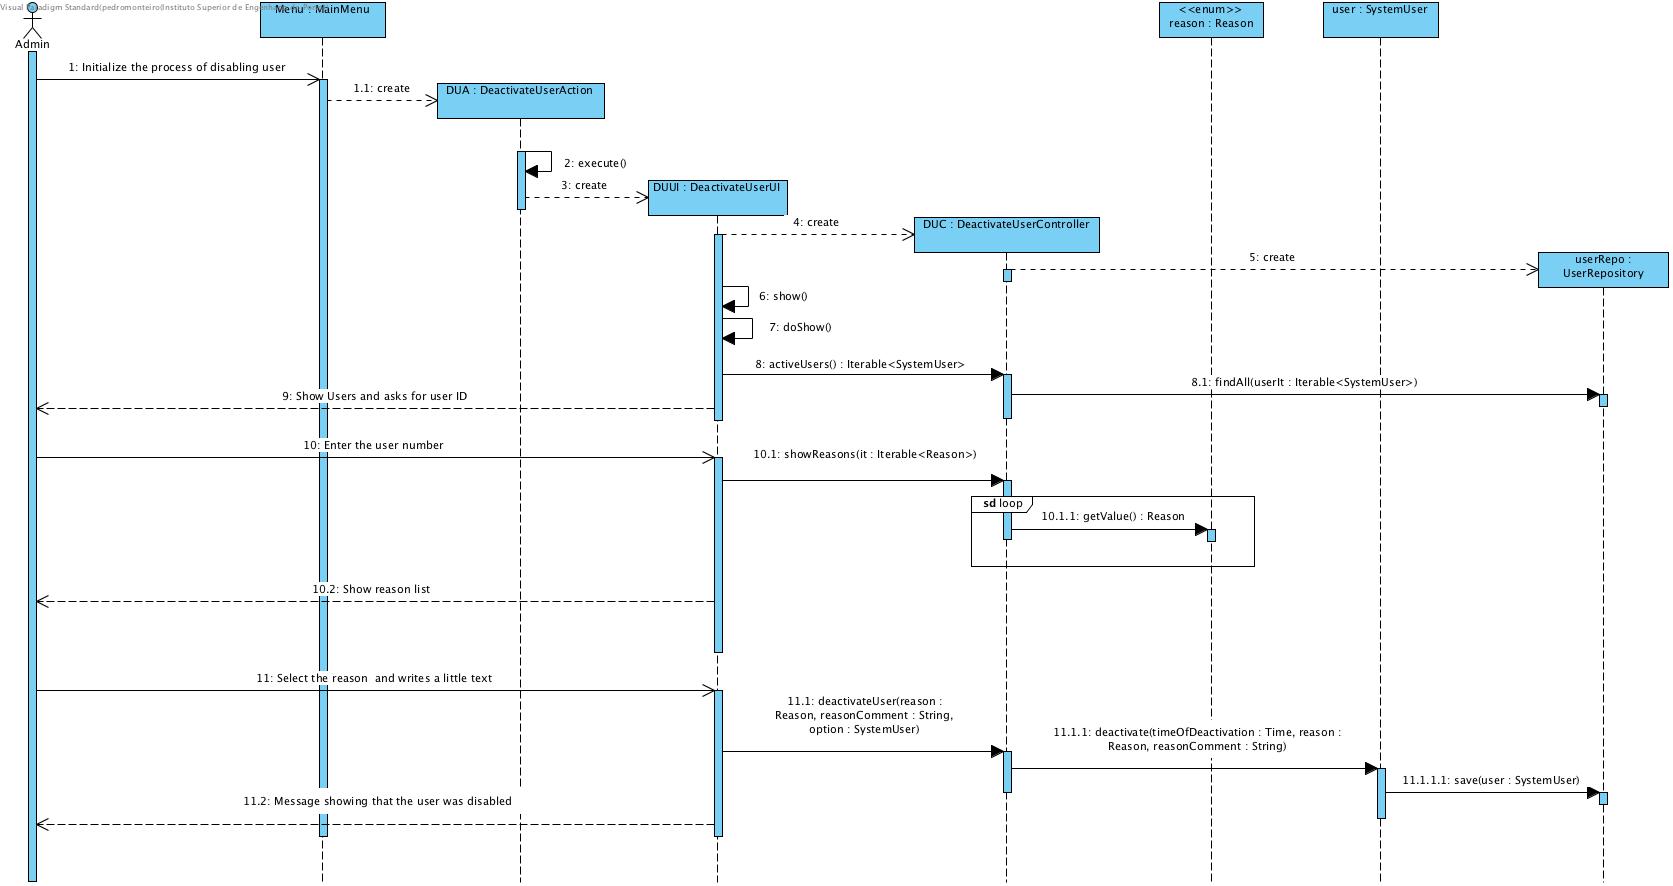 Visual Paradigm Standard(pedromonteiro(Instituto Superior de Engenharia do
Menu : MainMenu
<<enum>>
reason : Reason
user : SystemUser
Admin
1: Initialize the process of disabling user
1.1: create
DUA : DeactivateUserAction
2: execute()
3: create
DUUI : DeactivateUserUI
4: create
DUC : DeactivateUserController
5: create
userRepo :
UserRepository
6: show()
7: doShow()
8: activeUsers() : Iterable<SystemUser>
8.1: findAll(userIt : Iterable<SystemUser>)
9: Show Users and asks for user ID
10: Enter the user number
10.1: showReasons(it : Iterable<Reason>)
sd loop
10.1.1: getValue() : Reason
10.2: Show reason list
11: Select the reason  and writes a little text
11.1: deactivateUser(reason :
Reason, reasonComment : String,
option : SystemUser)
11.1.1: deactivate(timeOfDeactivation : Time, reason :
Reason, reasonComment : String)
11.1.1.1: save(user : SystemUser)
11.2: Message showing that the user was disabled